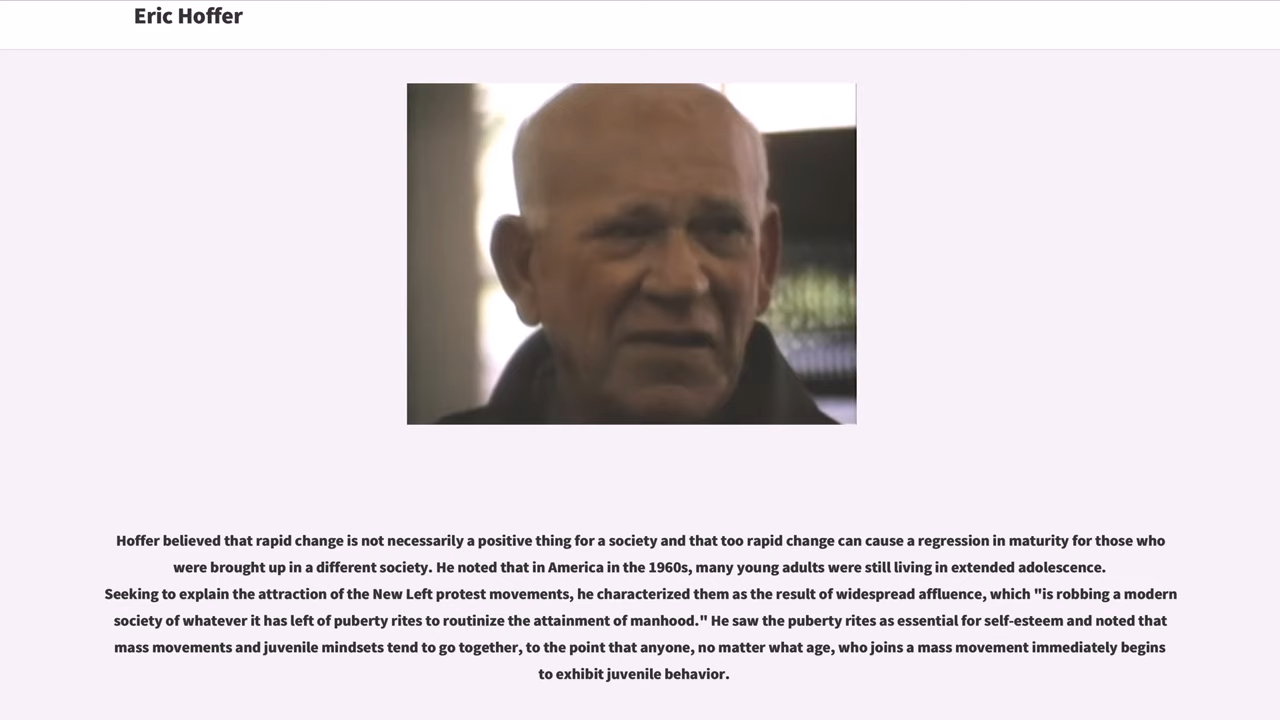 Eric Hoffer
Hoffer believed that rapid change is not necessarily a positive thing for a society and that too rapid change can cause a regression in maturity for those who
were brought up in a different society. He noted that in America in the 1960s, many young adults were still living in extended adolescence.
Seeking to explain the attraction of the New Left protest movements, he characterized them as the result of widespread affluence, which "is robbing a modern
society of whatever it has left of puberty rites to routinize the attainment of manhood." He saw the puberty rites as essential for self-esteem and noted that
mass movements and juvenile mindsets tend to go together, to the point that anyone, no matter what age, who joins a mass movement immediately begins
to exhibit juvenile behavior.